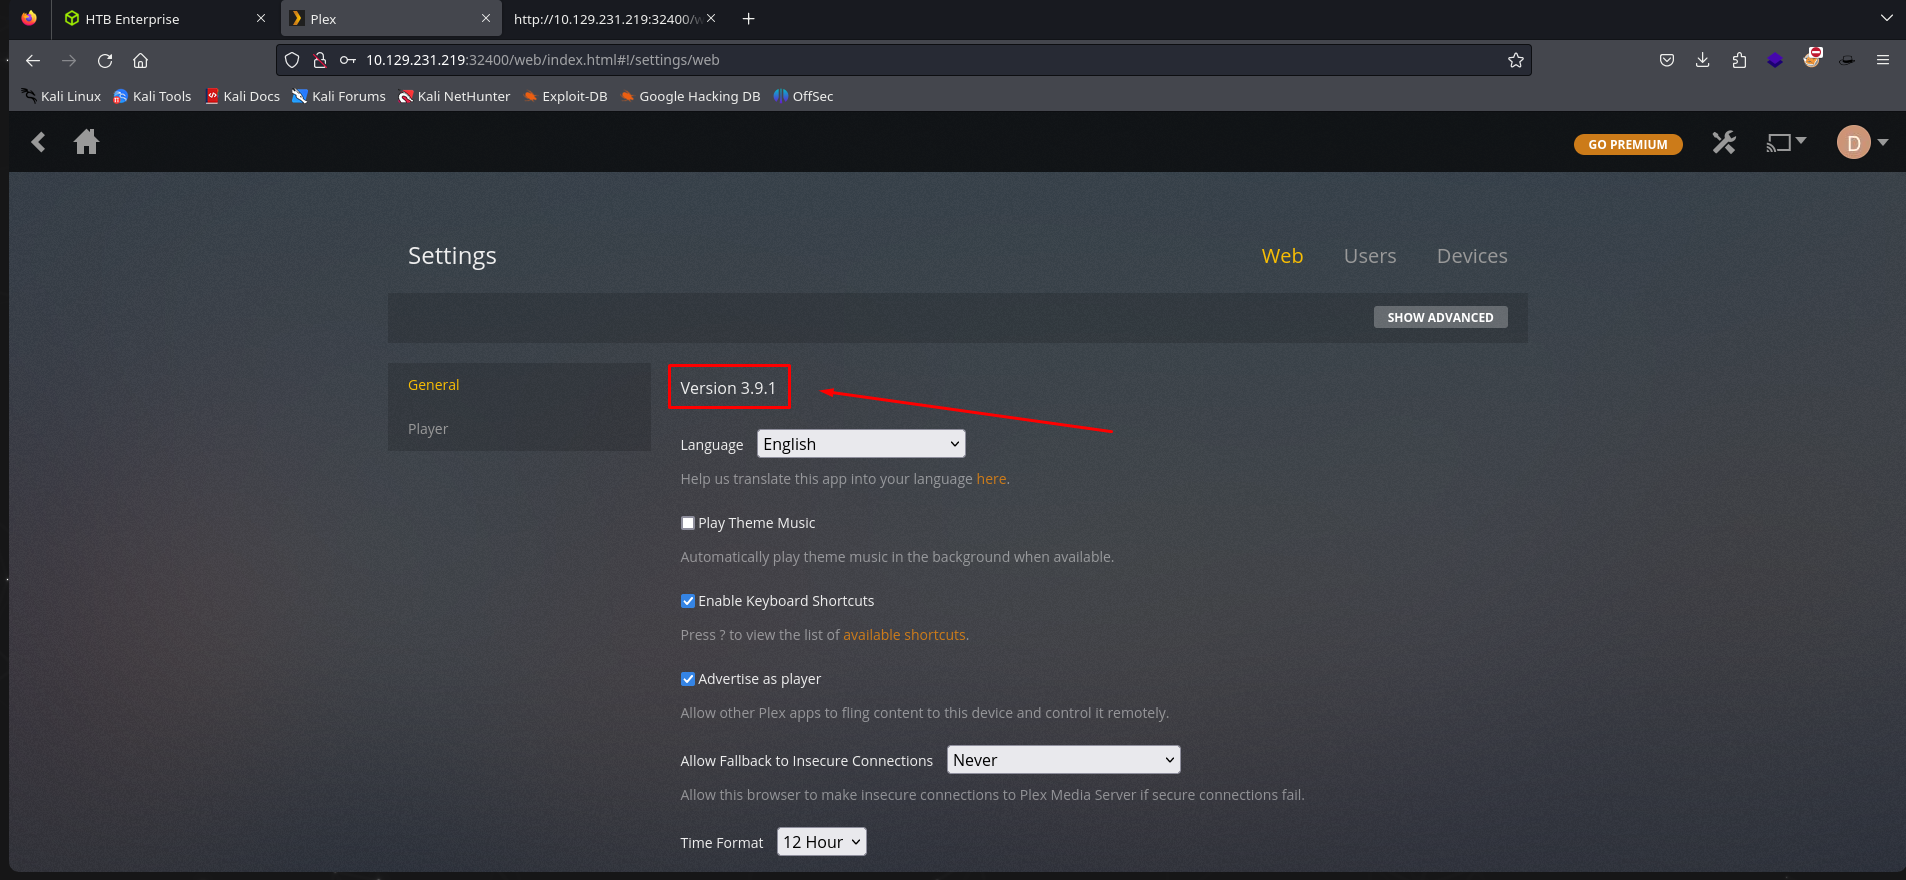 HTB Enterprise
Plex
http://10.129.231.219:32400/w
10.129.231.219:32400/web/index.html#!/settings/web
Kali Linux Kali Tools Kali Docs Kali Forums Kali NetHunter Exploit-DB Google Hacking DB OffSec
GO PREMIUM
D
Settings
Web Users Devices
SHOW ADVANCED
General
Player
Version 3.9.1
Language English
Help us translate this app into your language here.
Play Theme Music
Automatically play theme music in the background when available.
Enable Keyboard Shortcuts
Press ? to view the list of available shortcuts.
Advertise as player
Allow other Plex apps to fling content to this device and control it remotely.
Allow Fallback to Insecure Connections Never
Allow this browser to make insecure connections to Plex Media Server if secure connections fail.
Time Format 12 Hour